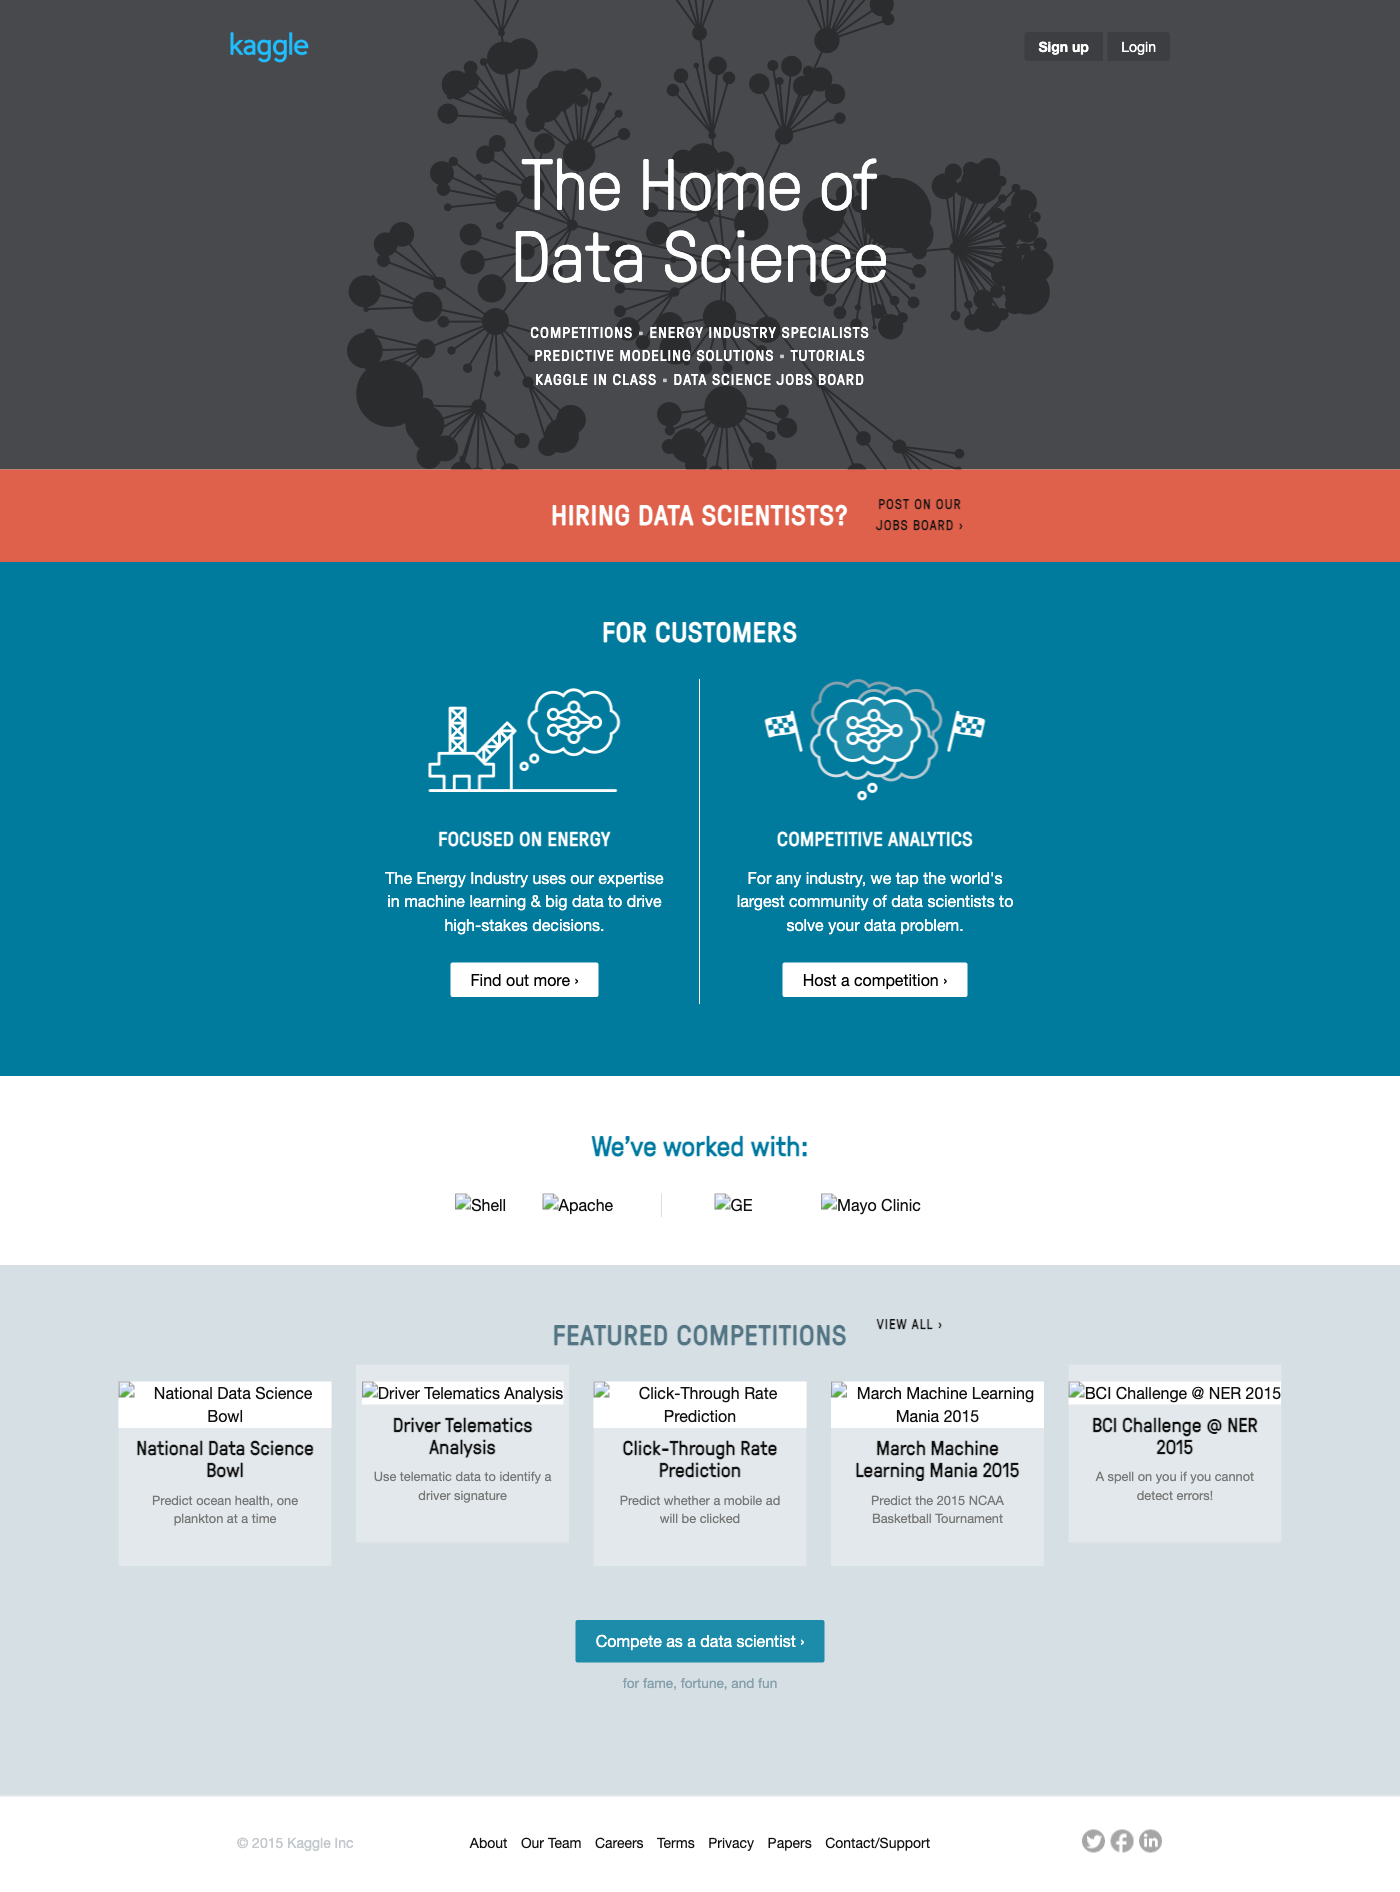 kaggle
Sign up
Login
The Home of
Data Science
COMPETITIONS • ENERGY INDUSTRY SPECIALISTS
PREDICTIVE MODELING SOLUTIONS • TUTORIALS
KAGGLE IN CLASS • DATA SCIENCE JOBS BOARD
HIRING DATA SCIENTISTS?
POST ON OUR
JOBS BOARD ›
FOR CUSTOMERS
FOCUSED ON ENERGY
The Energy Industry uses our expertise
in machine learning & big data to drive
high-stakes decisions.
Find out more ›
COMPETITIVE ANALYTICS
For any industry, we tap the world's
largest community of data scientists to
solve your data problem.
Host a competition ›
We’ve worked with:
Shell
Apache
GE
Mayo Clinic
FEATURED COMPETITIONS
VIEW ALL ›
National Data Science
Bowl
National Data Science
Bowl
Predict ocean health, one
plankton at a time
Driver Telematics Analysis
Driver Telematics
Analysis
Use telematic data to identify a
driver signature
Click-Through Rate
Prediction
Click-Through Rate
Prediction
Predict whether a mobile ad
will be clicked
March Machine Learning
Mania 2015
March Machine
Learning Mania 2015
Predict the 2015 NCAA
Basketball Tournament
BCI Challenge @ NER 2015
BCI Challenge @ NER
2015
A spell on you if you cannot
detect errors!
Compete as a data scientist ›
for fame, fortune, and fun
© 2015 Kaggle Inc
About Our Team Careers Terms Privacy Papers Contact/Support